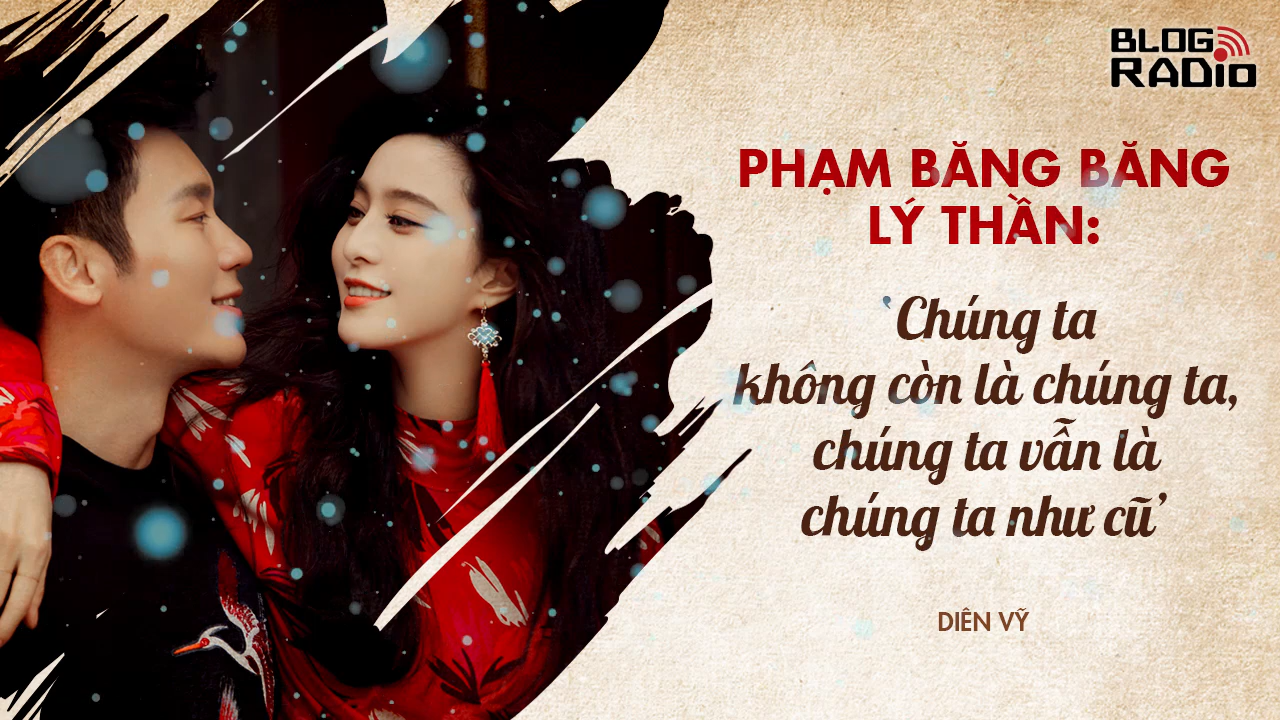 BLOG
RADIO
PHẠM BĂNG BĂNG
LÝ THẦN:
‘Chúng ta
không còn là chúng ta,
chúng ta vẫn là
chúng ta như cũ’
DIÊN VỸ